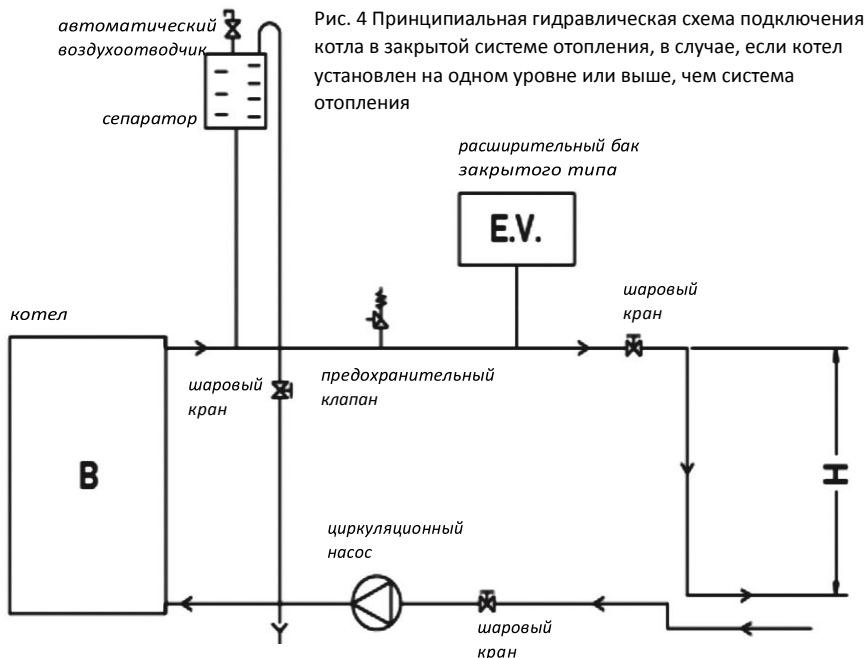 автоматический
воздухоотводчик
Рис. 4 Принципиальная гидравлическая схема подключения
котла в закрытой системе отопления, в случае, если котел
установлен на одном уровне или выше, чем система
отопления
сепаратор
расширительный бак
закрытого типа
E.V.
котел
шаровый
кран
шаровый
кран
предохранительный
клапан
B
H
циркуляционный
насос
шаровый
кран